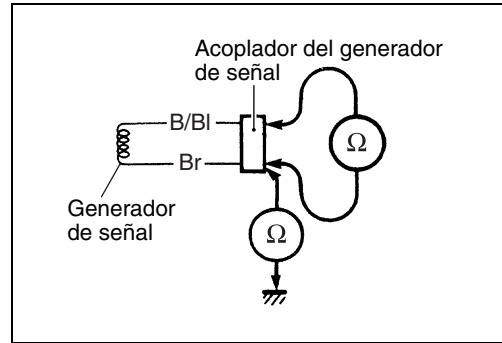 Acoplador del generador
de señal
B/Bl
Br
Ω
Generador
de señal
Ω